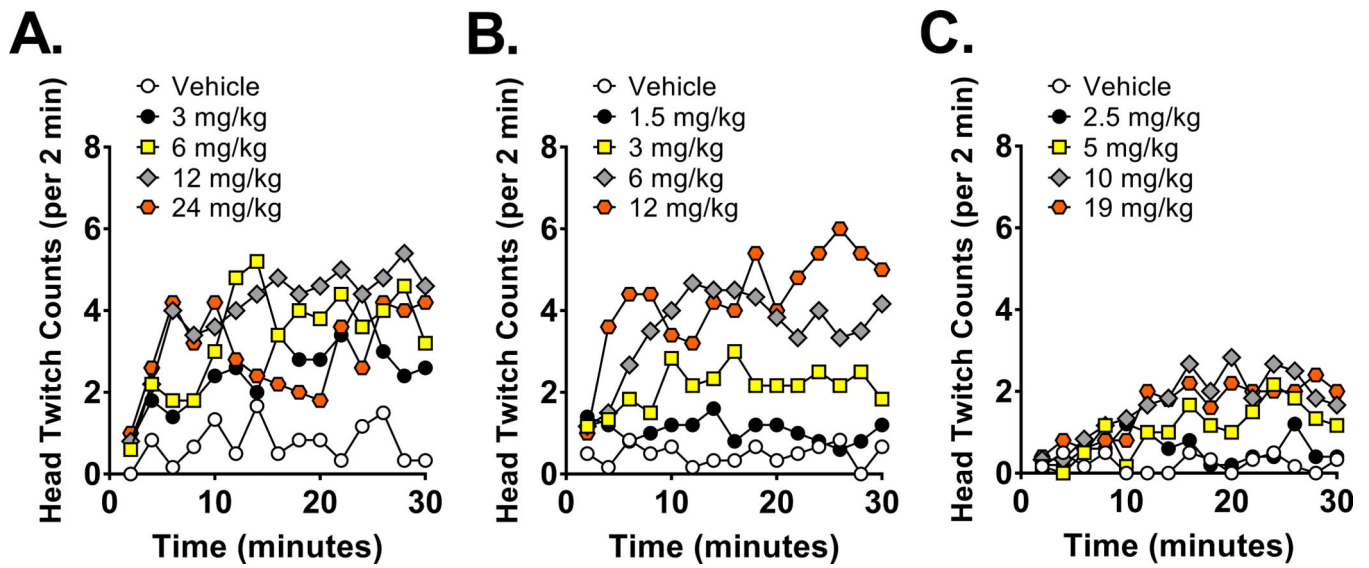 A.
Head Twitch Counts (per 2 min)
Vehicle
3 mg/kg
6 mg/kg
12 mg/kg
24 mg/kg
8
6
4
2
0
0
10
20
30
Time (minutes)
B.
Head Twitch Counts (per 2 min)
Vehicle
1.5 mg/kg
3 mg/kg
6 mg/kg
12 mg/kg
8
6
4
2
0
0
10
20
30
Time (minutes)
C.
Head Twitch Counts (per 2 min)
Vehicle
2.5 mg/kg
5 mg/kg
10 mg/kg
19 mg/kg
8
6
4
2
0
0
10
20
30
Time (minutes)